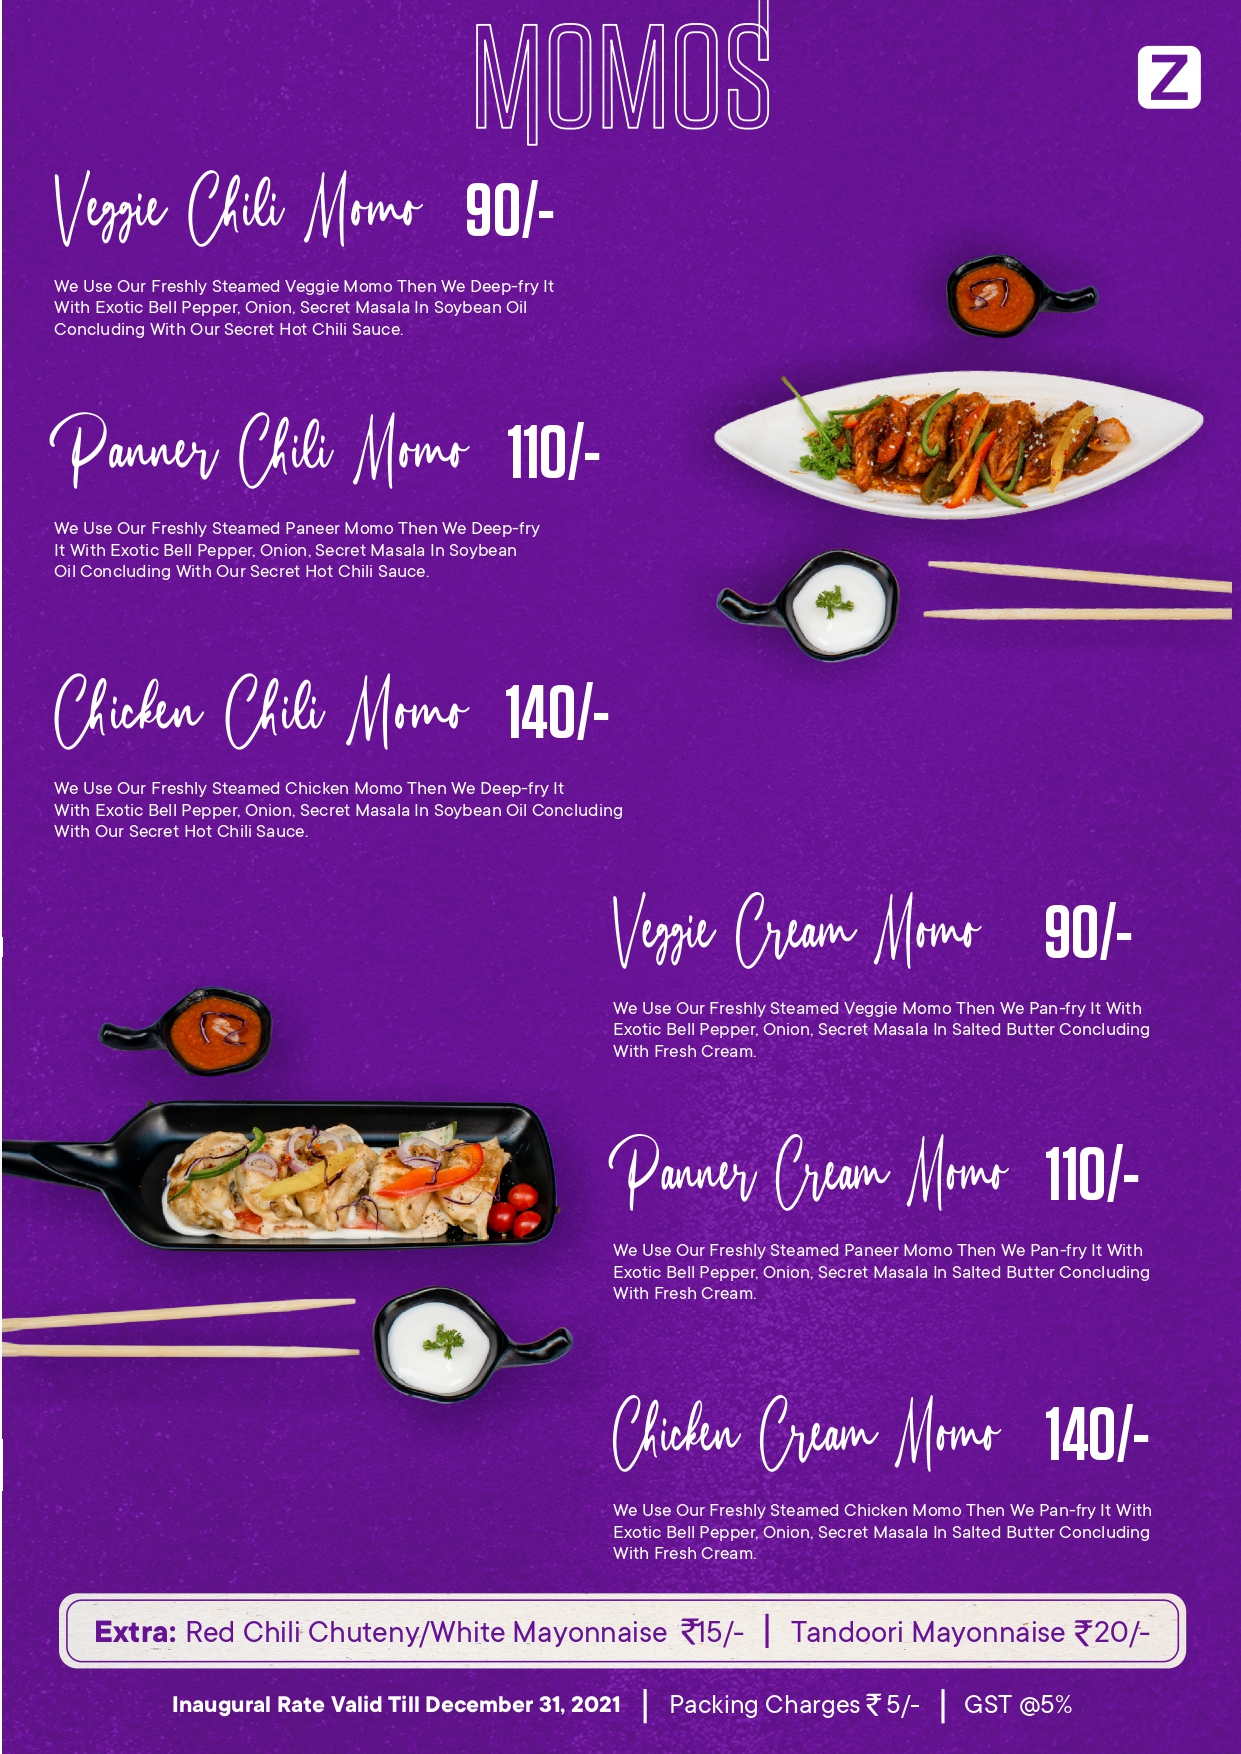 MOMOS
Z
Veggie Chili Momo 90/-
We Use Our Freshly Steamed Veggie Momo Then We Deep-fry It
With Exotic Bell Pepper, Onion, Secret Masala In Soybean Oil
Concluding With Our Secret Hot Chili Sauce.
Panner Chili Momo 110/-
We Use Our Freshly Steamed Paneer Momo Then We Deep-fry
It With Exotic Bell Pepper, Onion, Secret Masala In Soybean
Oil Concluding With Our Secret Hot Chili Sauce.
Chicken Chili Momo 140/-
We Use Our Freshly Steamed Chicken Momo Then We Deep-fry It
With Exotic Bell Pepper, Onion, Secret Masala In Soybean Oil Concluding
With Our Secret Hot Chili Sauce.
Veggie Cream Momo 90/-
We Use Our Freshly Steamed Veggie Momo Then We Pan-fry It With
Exotic Bell Pepper, Onion, Secret Masala In Salted Butter Concluding
With Fresh Cream.
Panner Cream Momo 110/-
We Use Our Freshly Steamed Paneer Momo Then We Pan-fry It With
Exotic Bell Pepper, Onion, Secret Masala In Salted Butter Concluding
With Fresh Cream.
Chicken Cream Momo 140/-
We Use Our Freshly Steamed Chicken Momo Then We Pan-fry It With
Exotic Bell Pepper, Onion, Secret Masala In Salted Butter Concluding
With Fresh Cream.
Extra: Red Chili Chuteny/White Mayonnaise ₹15/- | Tandoori Mayonnaise ₹20/-
Inaugural Rate Valid Till December 31, 2021 | Packing Charges ₹ 5/- | GST @5%